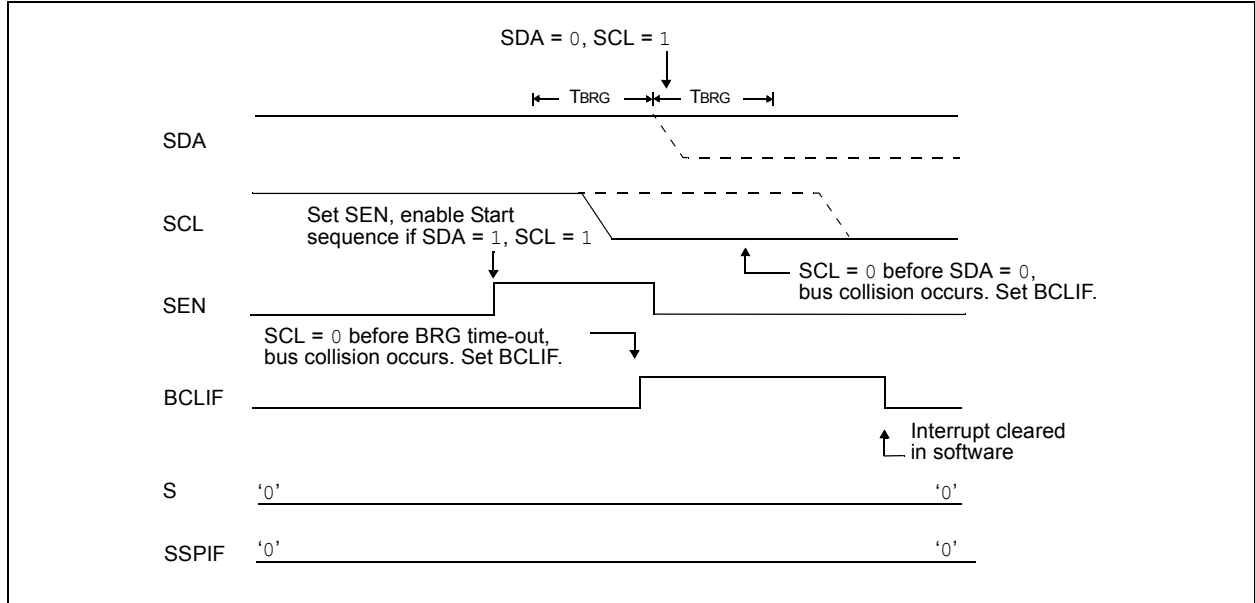 SDA = 0, SCL = 1
TBRG TBRG
SDA
SCL
Set SEN, enable Start
sequence if SDA = 1, SCL = 1
SCL = 0 before SDA = 0,
bus collision occurs. Set BCLIF.
SEN
SCL = 0 before BRG time-out,
bus collision occurs. Set BCLIF.
BCLIF
Interrupt cleared
in software
S ‘0’ ‘0’
SSPIF ‘0’ ‘0’